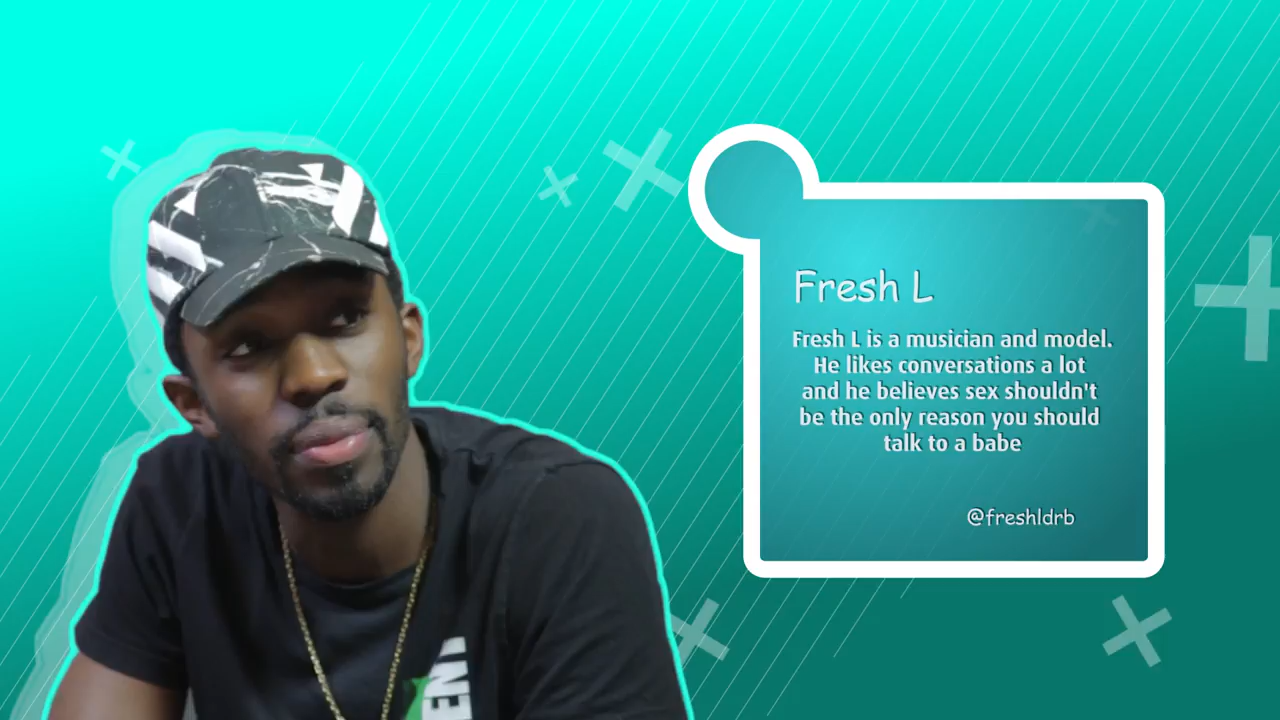 Fresh L
Fresh L is a musician and model.
He likes conversations a lot
and he believes sex shouldn't
be the only reason you should
talk to a babe
@freshldrb
ENT